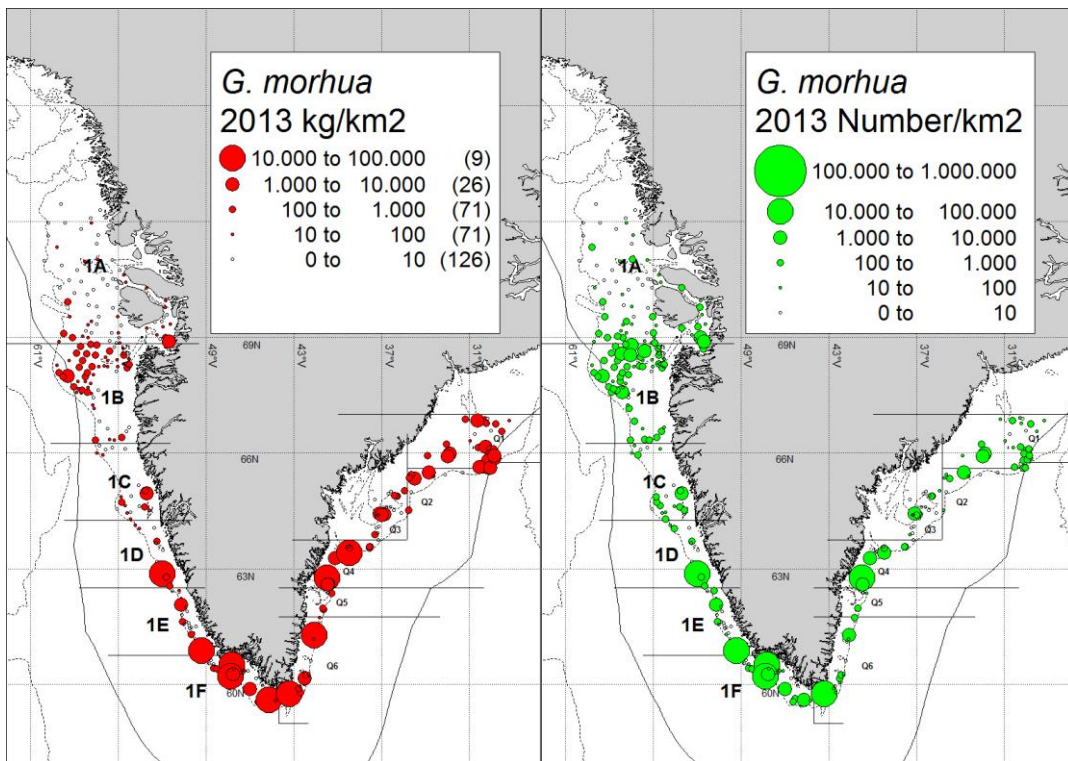 G. morhua
2013 kg/km2
10.000 to 100.000 (9)
1.000 to 10.000 (26)
100 to 1.000 (71)
10 to 100 (71)
0 to 10 (126)
1A
61°V
49°V
69N
43°V
37°V
31°V
1B
Q1
66N
1C
Q2
Q3
1D
63N
Q4
Q5
1E
Q6
1F
60N
G. morhua
2013 Number/km2
100.000 to 1.000.000
10.000 to 100.000
1.000 to 10.000
100 to 1.000
10 to 100
0 to 10
1A
61°V
49°V
69N
43°V
37°V
31°V
1B
Q1
66N
1C
Q2
Q3
1D
63N
Q4
Q5
1E
Q6
1F
60N